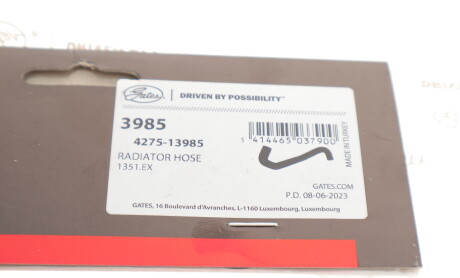 Gates
DRIVEN BY POSSIBILITY™
3985
4275-13985
RADIATOR HOSE
1351.EX
5 414465 037900
MADE IN TURKEY
GATES.COM
P.D. 08-06-2023
GATES, 16 Boulevard d'Avranches, L-1160 Luxembourg, Luxembourg